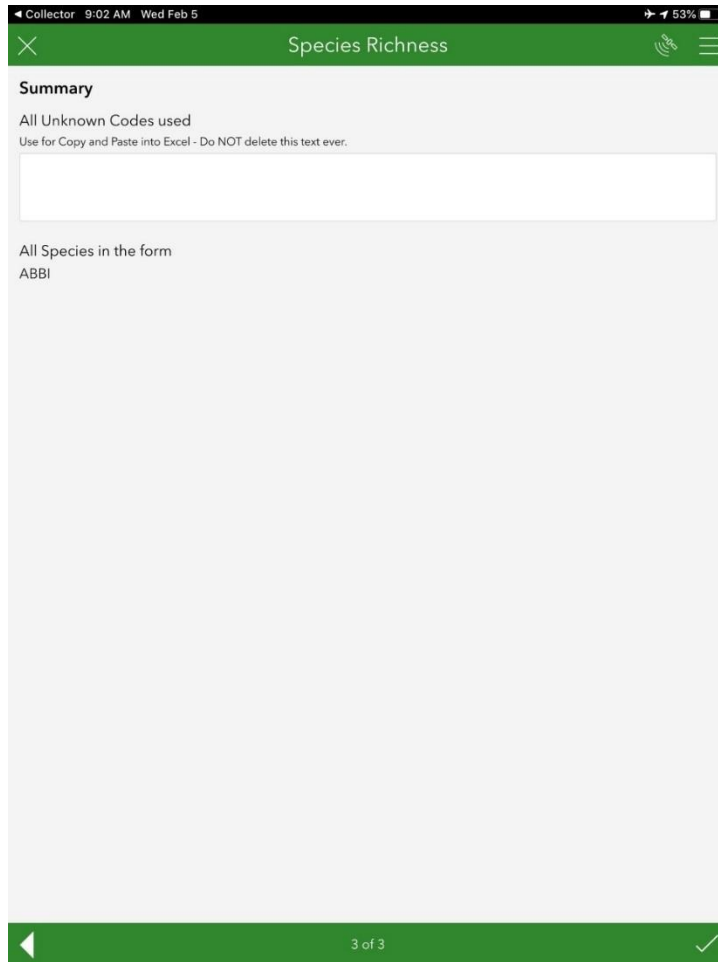 Collector 9:02 AM Wed Feb 5 53%
Species Richness
Summary
All Unknown Codes used
Use for Copy and Paste into Excel - Do NOT delete this text ever.
All Species in the form
ABBI
3 of 3